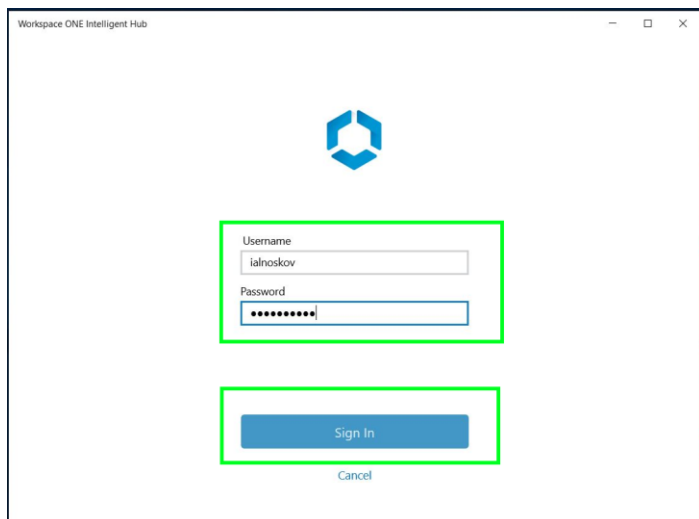 Workspace ONE Intelligent Hub
Username
ialnoskov
Password
••••••••••
Sign In
Cancel